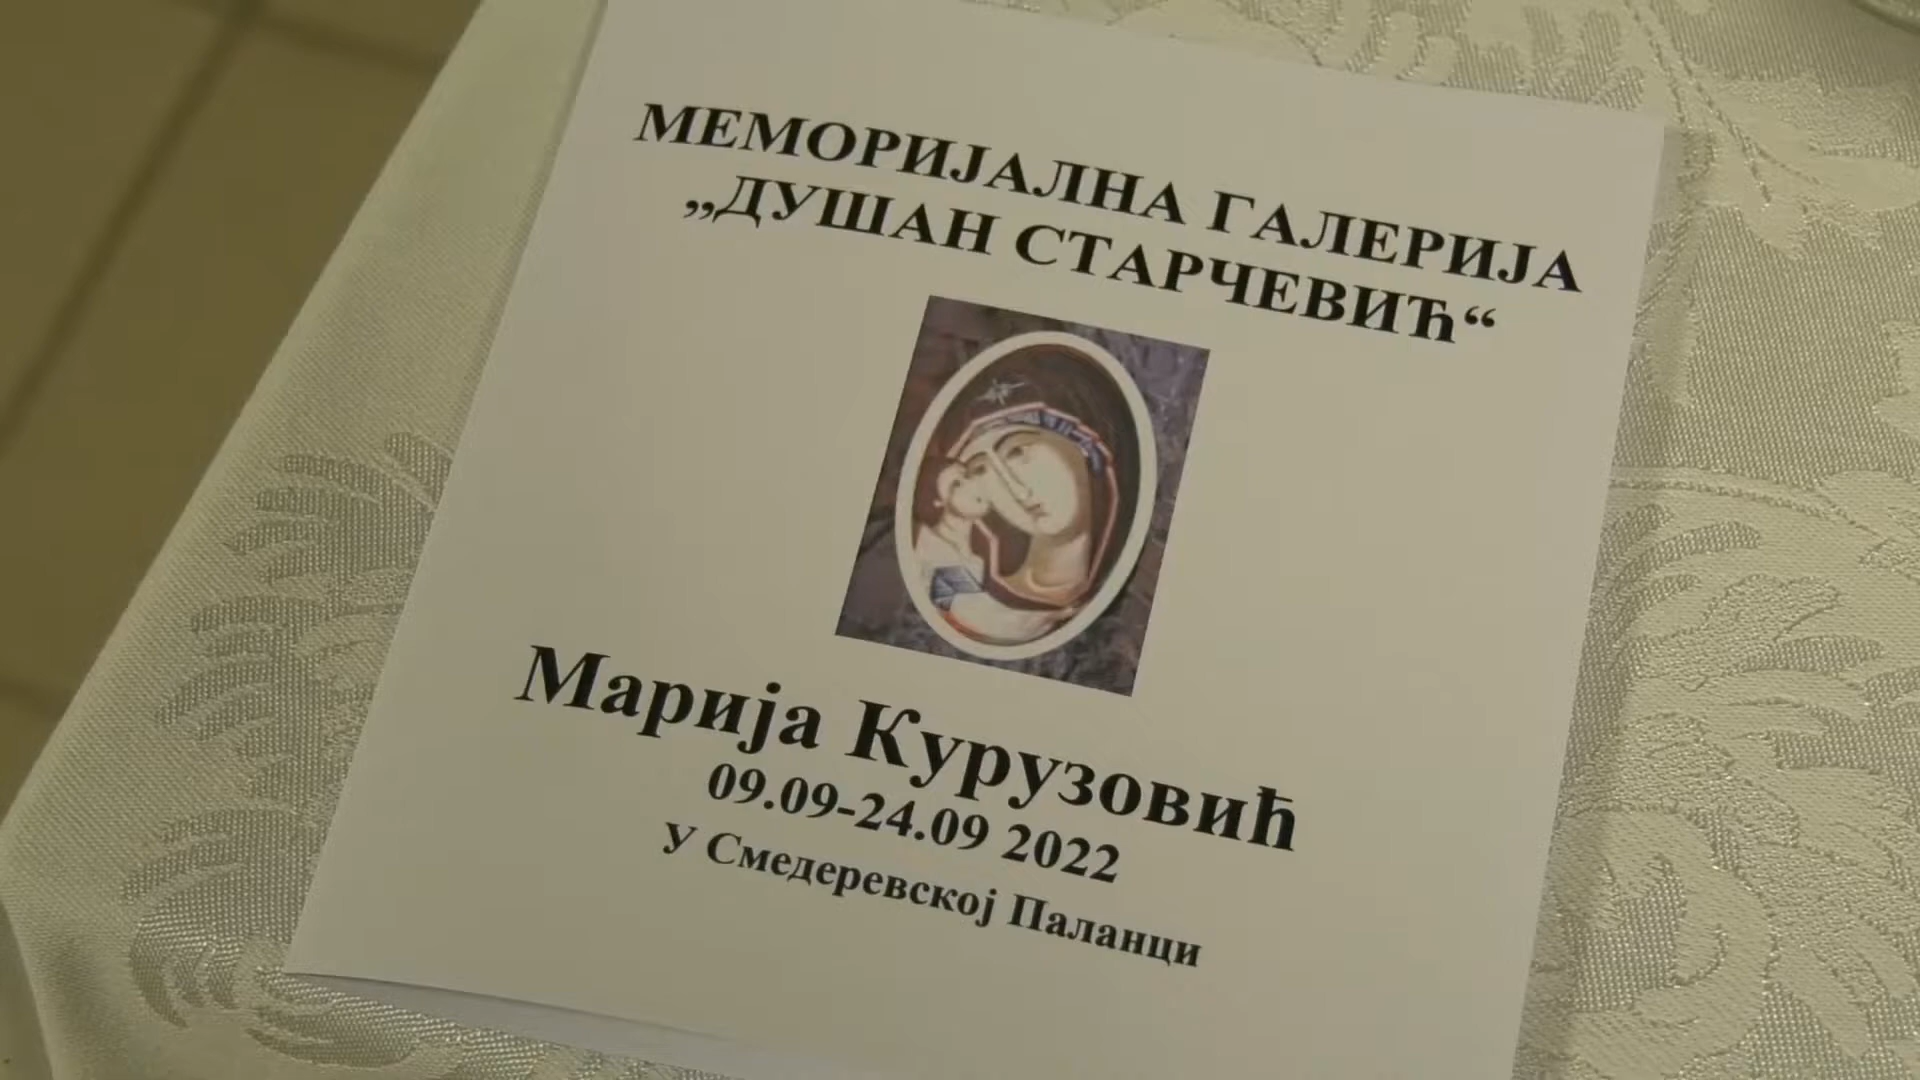 МЕМОРИЈАЛНА ГАЛЕРИЈА
„ДУШАН СТАРЧЕВИЋ“
Марија Курузовић
09.09-24.09 2022
У Смедеревској Паланци